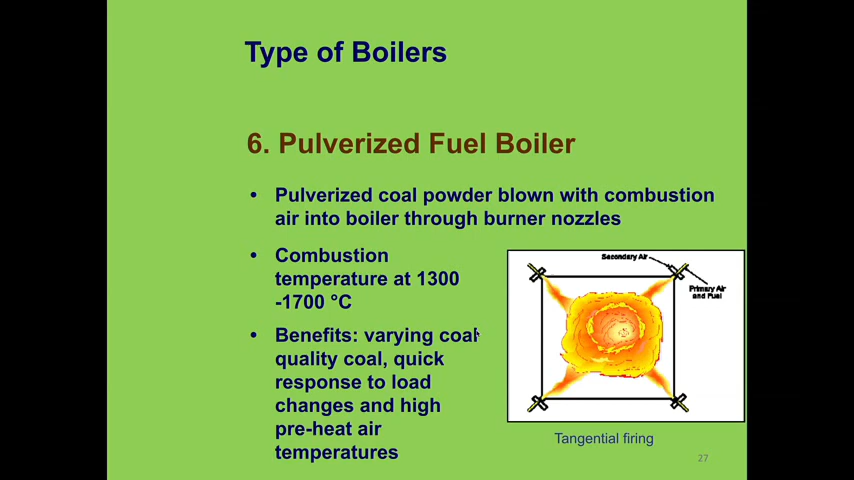 Type of Boilers
6. Pulverized Fuel Boiler
• Pulverized coal powder blown with combustion
air into boiler through burner nozzles
• Combustion
temperature at 1300
-1700 °C
• Benefits: varying coal
quality coal, quick
response to load
changes and high
pre-heat air
temperatures
Secondary Air
Primary Air
and Fuel
Tangential firing
27